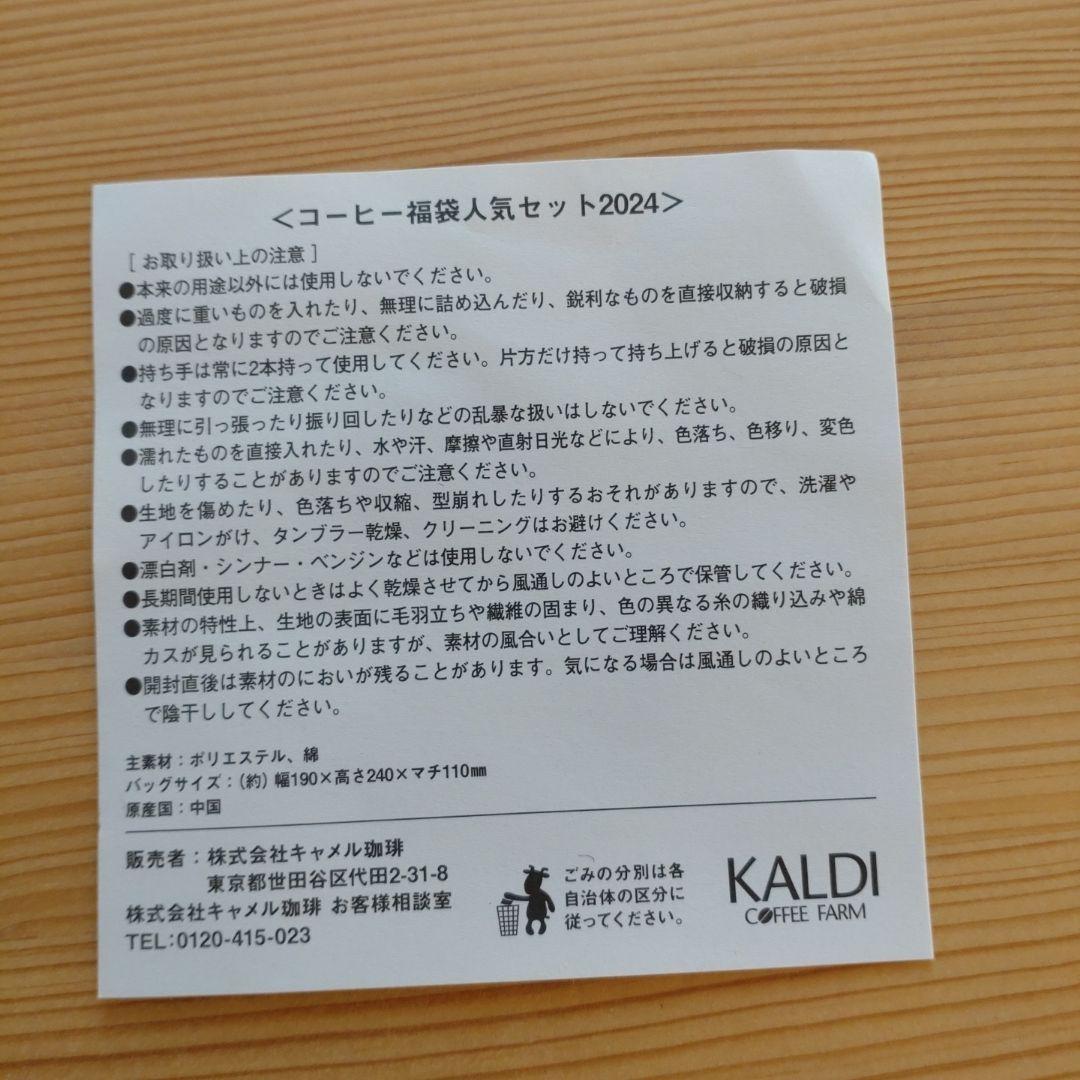 ＜コーヒー福袋人気セット2024＞
［お取り扱い上の注意］
●本来の用途以外には使用しないでください。
●過度に重いものを入れたり、無理に詰め込んだり、鋭利なものを直接収納すると破損
の原因となりますのでご注意ください。
●持ち手は常に2本持って使用してください。片方だけ持って持ち上げると破損の原因と
なりますのでご注意ください。
●無理に引っ張ったり振り回したりなどの乱暴な扱いはしないでください。
●濡れたものを直接入れたり、水や汗、摩擦や直射日光などにより、色落ち、色移り、変色
したりすることがありますのでご注意ください。
●生地を傷めたり、色落ちや収縮、型崩れしたりするおそれがありますので、洗濯や
アイロンがけ、タンブラー乾燥、クリーニングはお避けください。
●漂白剤・シンナー・ベンジンなどは使用しないでください。
●長期間使用しないときはよく乾燥させてから風通しのよいところで保管してください。
●素材の特性上、生地の表面に毛羽立ちや繊維の固まり、色の異なる糸の織り込みや綿
カスが見られることがありますが、素材の風合いとしてご理解ください。
●開封直後は素材のにおいが残ることがあります。気になる場合は風通しのよいところ
で陰干ししてください。
主素材：ポリエステル、綿
バッグサイズ：(約) 幅190×高さ240×マチ110㎜
原産国：中国
販売者：株式会社キャメル珈琲
東京都世田谷区代田2-31-8
株式会社キャメル珈琲 お客様相談室
TEL:0120-415-023
ごみの分別は各
自治体の区分に
従ってください。
KALDI
COFFEE FARM